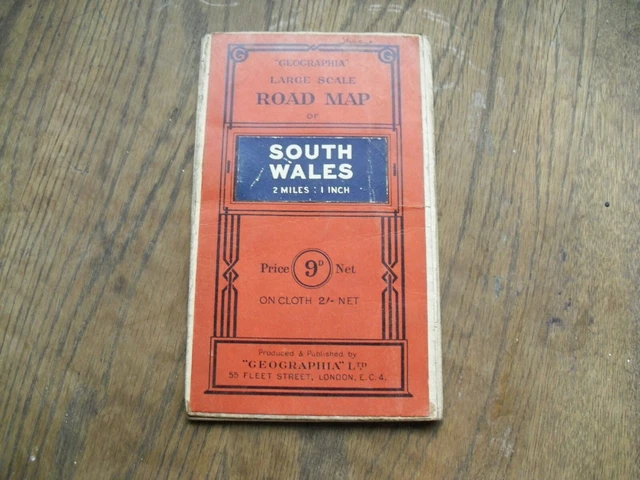 G G
"GEOGRAPHIA"
LARGE SCALE
ROAD MAP
OF
SOUTH
WALES
2 MILES : 1 INCH
Price 9D Net
ON CLOTH 2/- NET
Produced & Published by
"GEOGRAPHIA" LTD
55 FLEET STREET, LONDON, E.C.4.